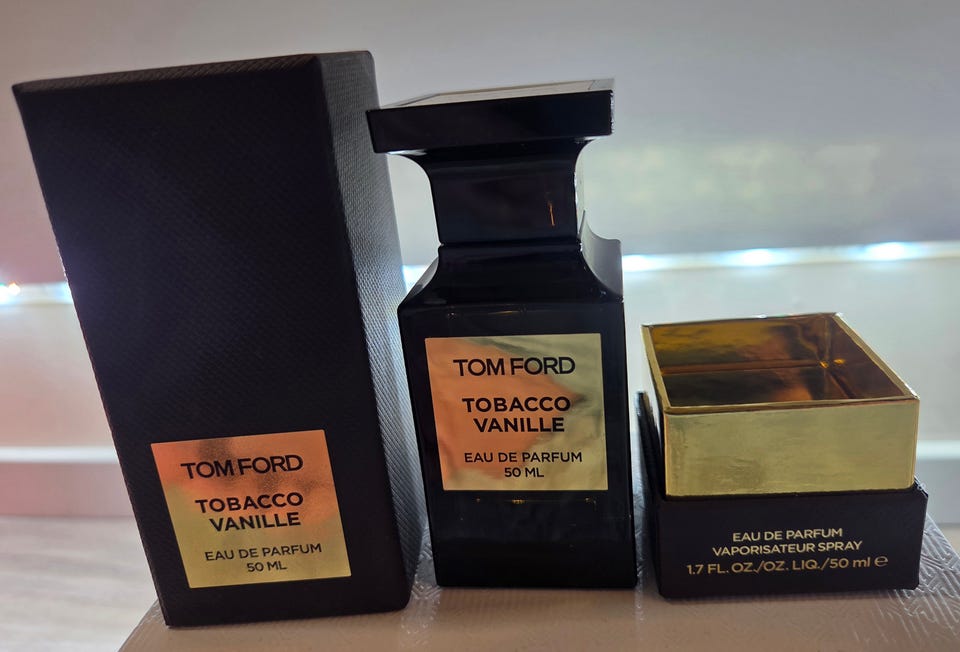 TOM FORD
TOBACCO
VANILLE
EAU DE PARFUM
50 ML
TOM FORD
TOBACCO
VANILLE
EAU DE PARFUM
50 ML
EAU DE PARFUM
VAPORISATEUR SPRAY
1.7 FL. OZ./OZ. LIQ./50 ml ℮